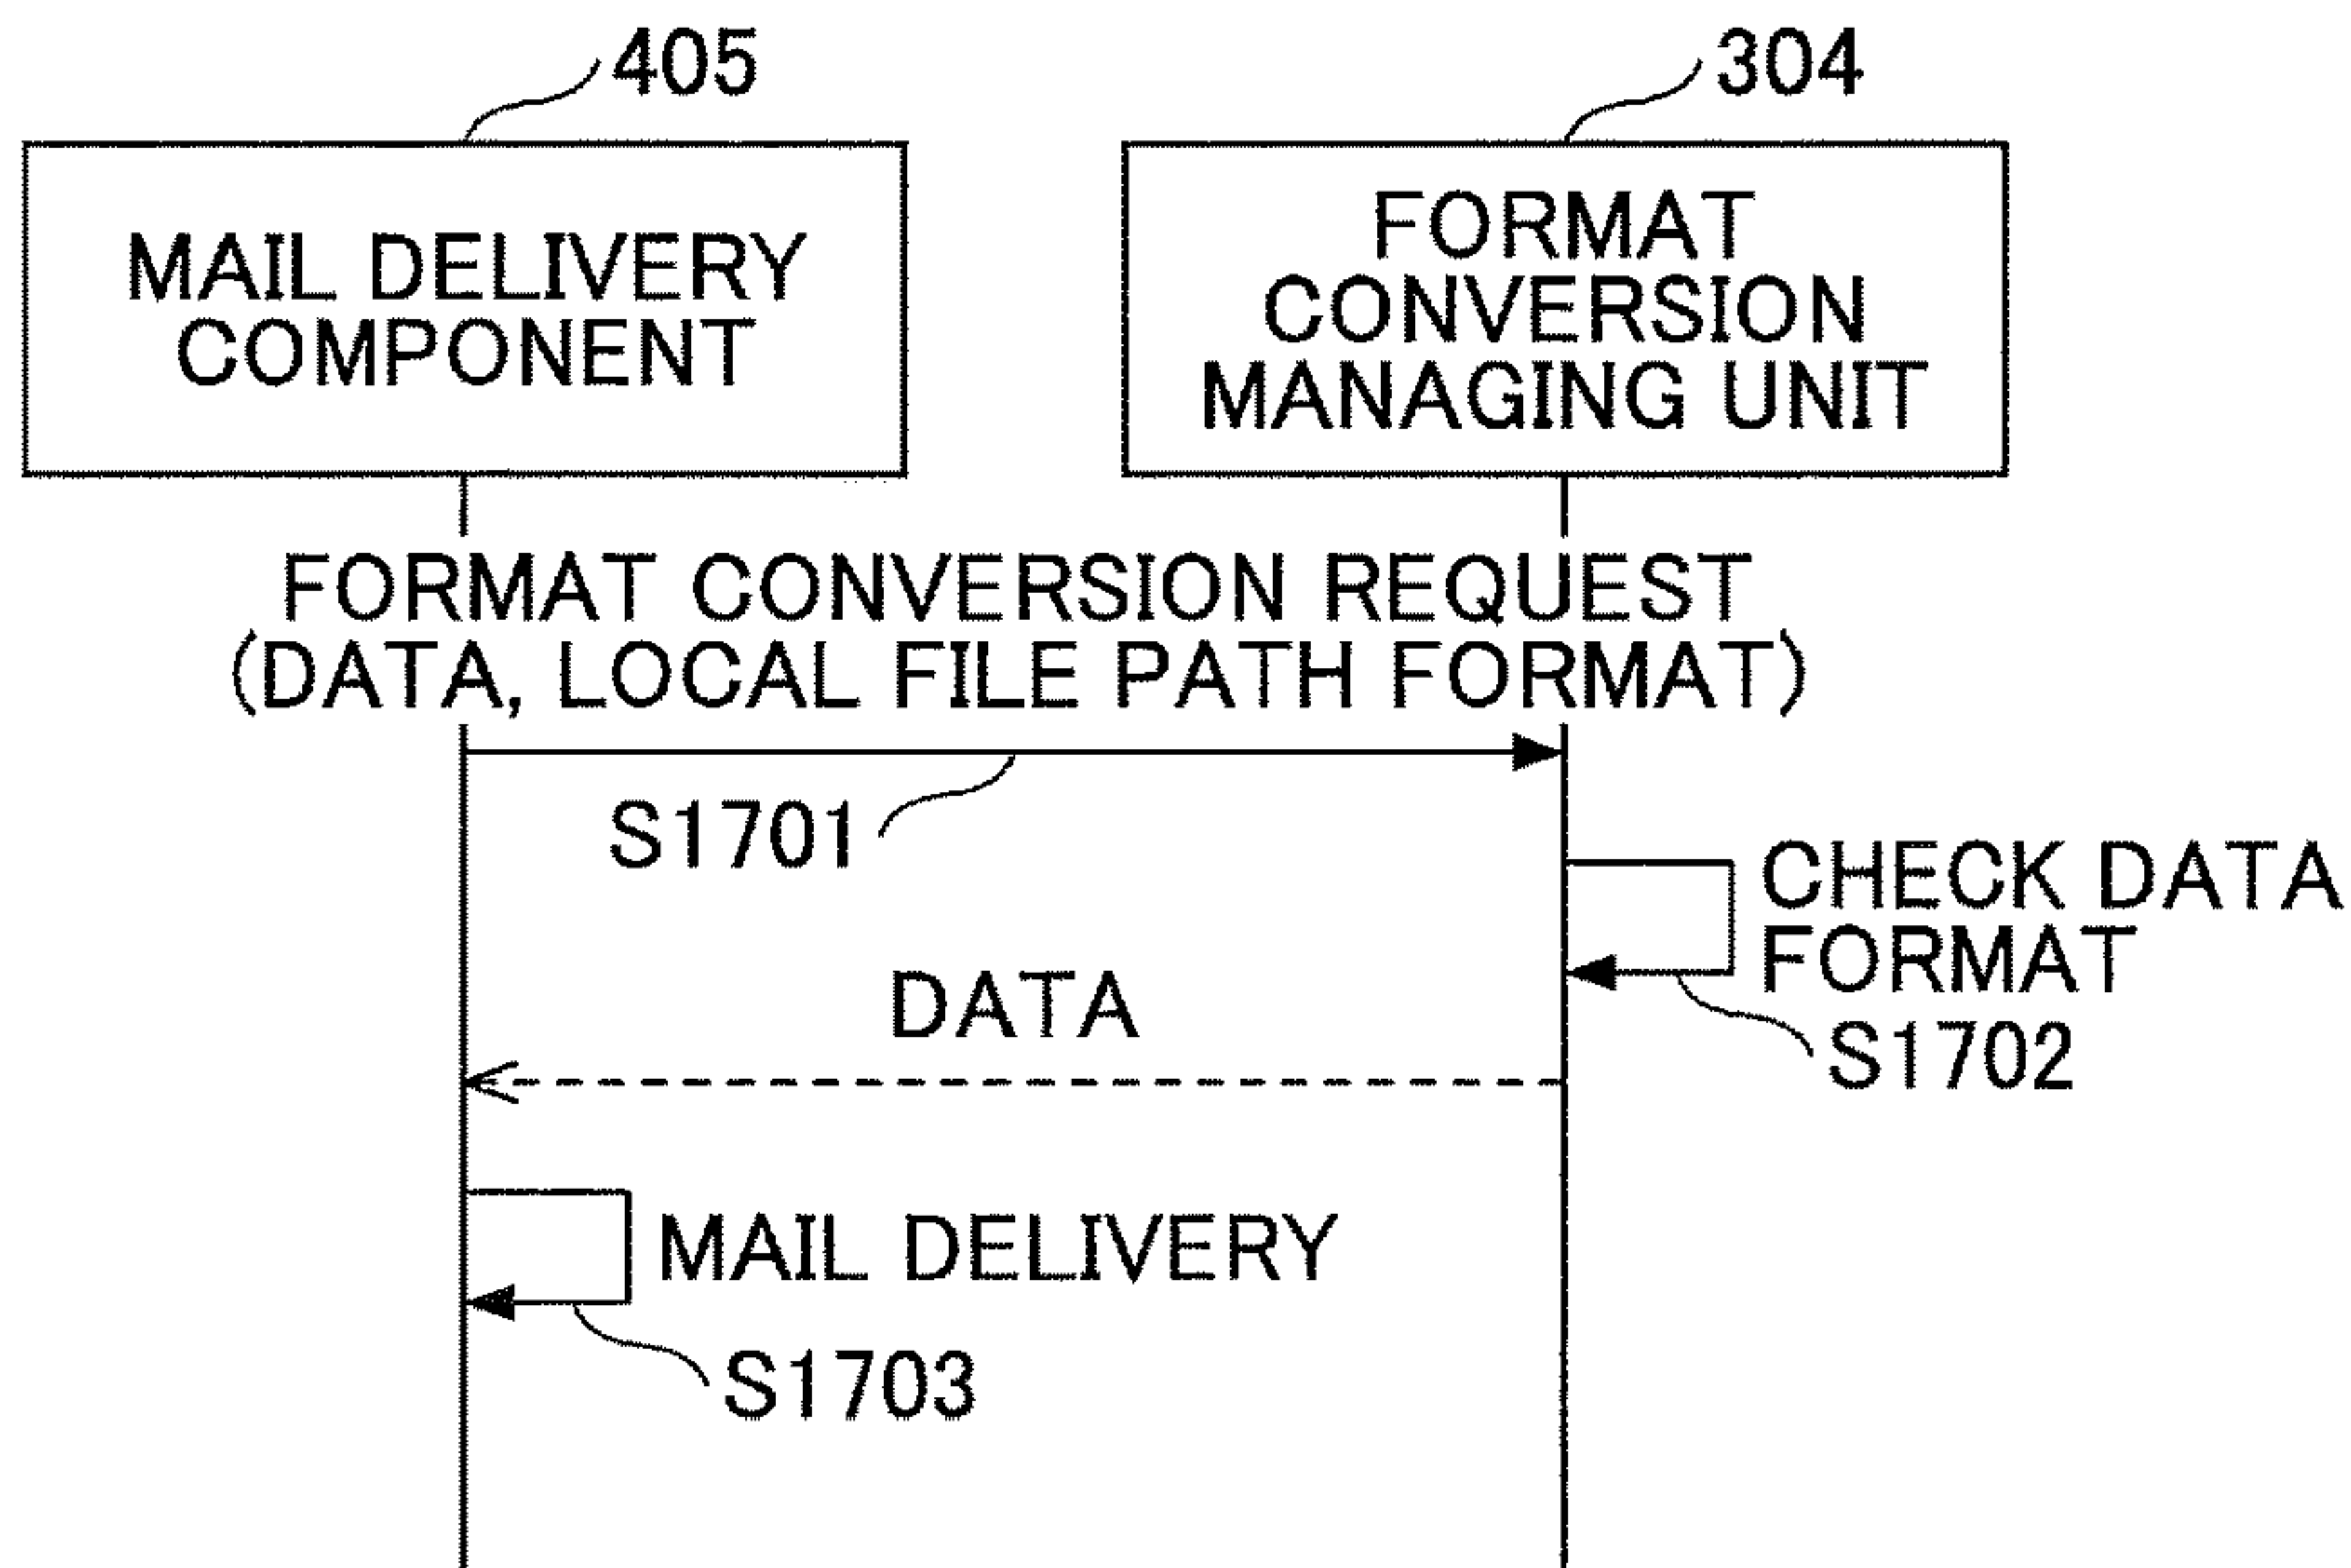 405
304
MAIL DELIVERY
COMPONENT
FORMAT
CONVERSION
MANAGING UNIT
FORMAT CONVERSION REQUEST
(DATA, LOCAL FILE PATH FORMAT)
S1701
CHECK DATA
FORMAT
S1702
DATA
MAIL DELIVERY
S1703